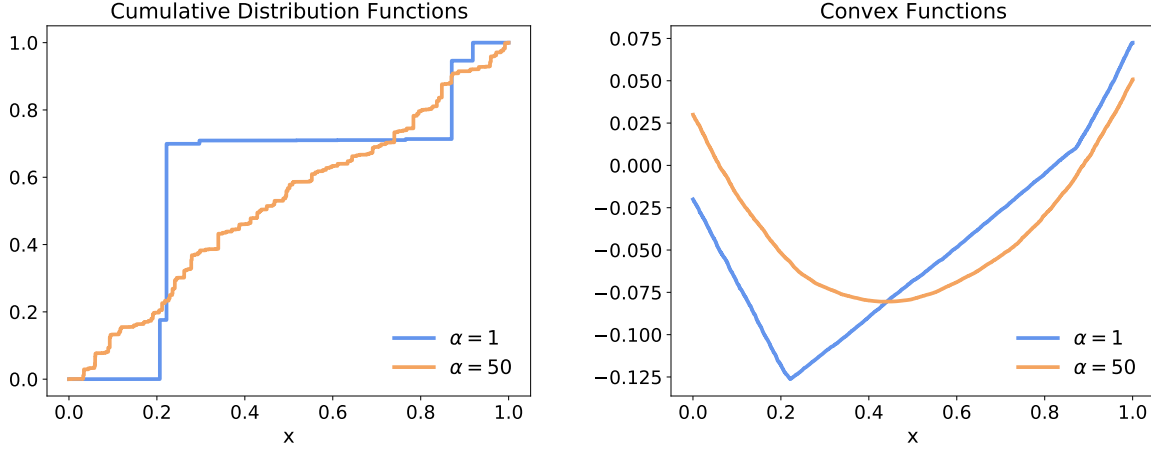 Cumulative Distribution Functions
1.0
0.8
0.6
0.4
0.2
0.0
0.0 0.2 0.4 0.6 0.8 1.0
x
α = 1
α = 50
Convex Functions
0.075
0.050
0.025
0.000
−0.025
−0.050
−0.075
−0.100
−0.125
0.0 0.2 0.4 0.6 0.8 1.0
x
α = 1
α = 50